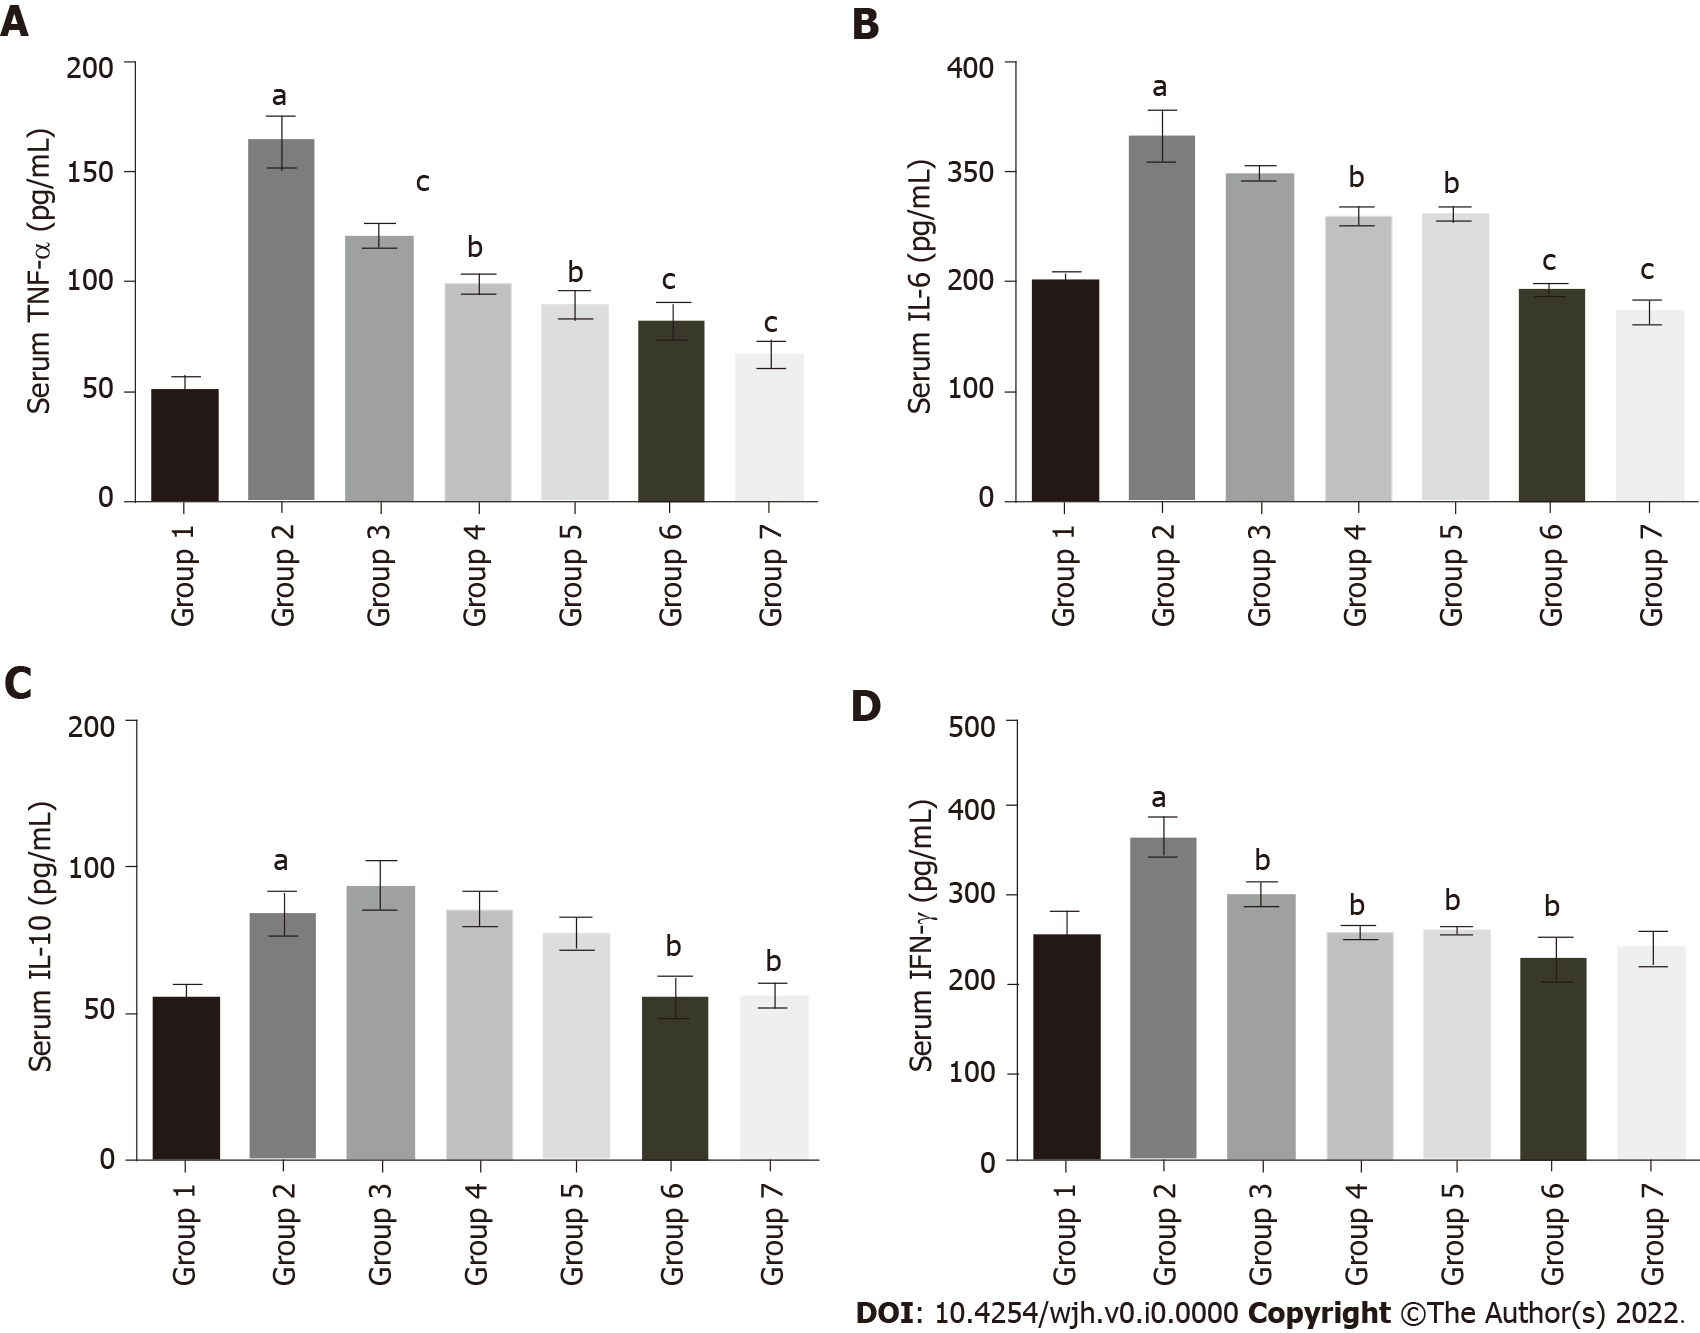 A
Serum TNF-α (pg/mL)
200
150
100
50
0
a
c
b
b
c
c
Group 1
Group 2
Group 3
Group 4
Group 5
Group 6
Group 7
B
Serum IL-6 (pg/mL)
400
350
200
100
0
a
b
b
c
c
Group 1
Group 2
Group 3
Group 4
Group 5
Group 6
Group 7
C
Serum IL-10 (pg/mL)
200
100
50
0
a
b
b
Group 1
Group 2
Group 3
Group 4
Group 5
Group 6
Group 7
D
Serum IFN-γ (pg/mL)
500
400
300
200
100
0
a
b
b
b
b
Group 1
Group 2
Group 3
Group 4
Group 5
Group 6
Group 7
DOI: 10.4254/wjh.v0.i0.0000 Copyright ©The Author(s) 2022.